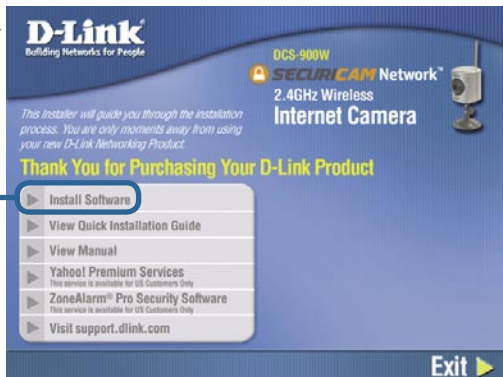 D-Link
Building Networks for People
DCS-900W
SECURICAM Network™
2.4GHz Wireless
Internet Camera
This Installer will guide you through the installation
process. You are only moments away from using
your new D-Link Networking Product.
Thank You for Purchasing Your D-Link Product
Install Software
View Quick Installation Guide
View Manual
Yahoo! Premium Services
This service is available for US Customers Only
ZoneAlarm® Pro Security Software
This service is available for US Customers Only
Visit support.dlink.com
Exit